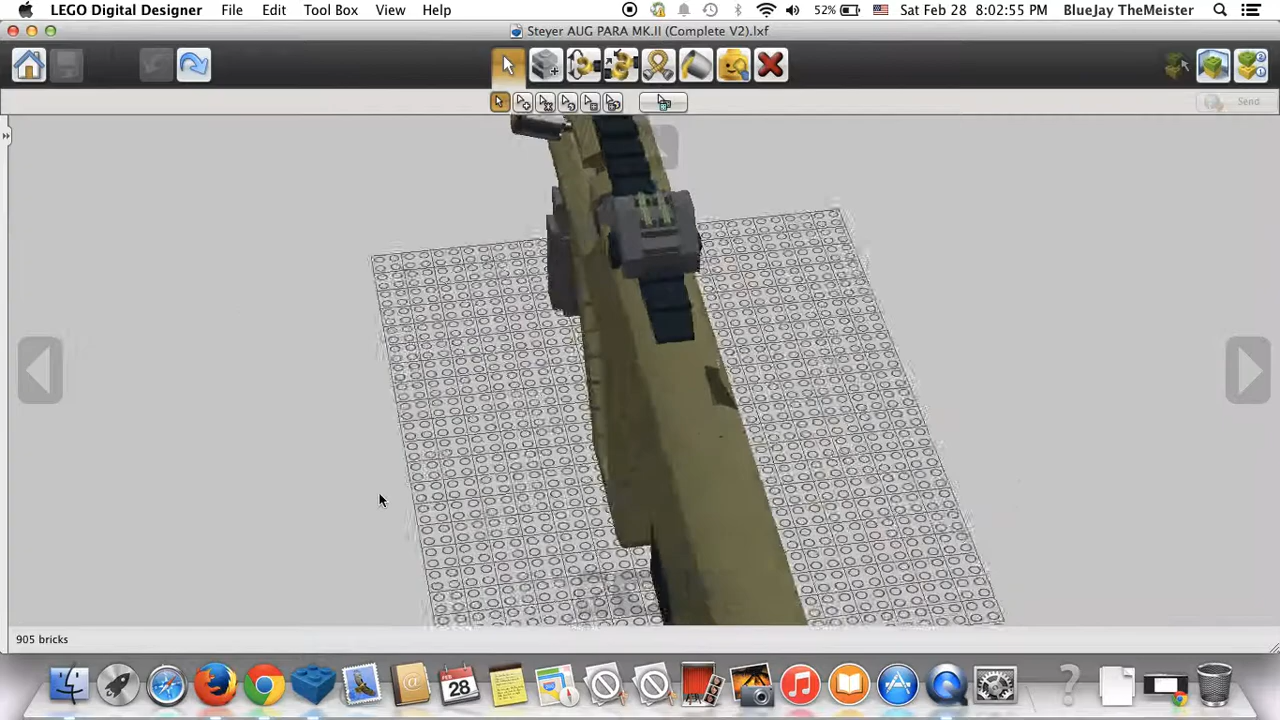 LEGO Digital Designer File Edit Tool Box View Help 52% Sat Feb 28 8:02:55 PM BlueJay TheMeister
Steyer AUG PARA MK.II (Complete V2).lxf
Send
905 bricks
FEB
28